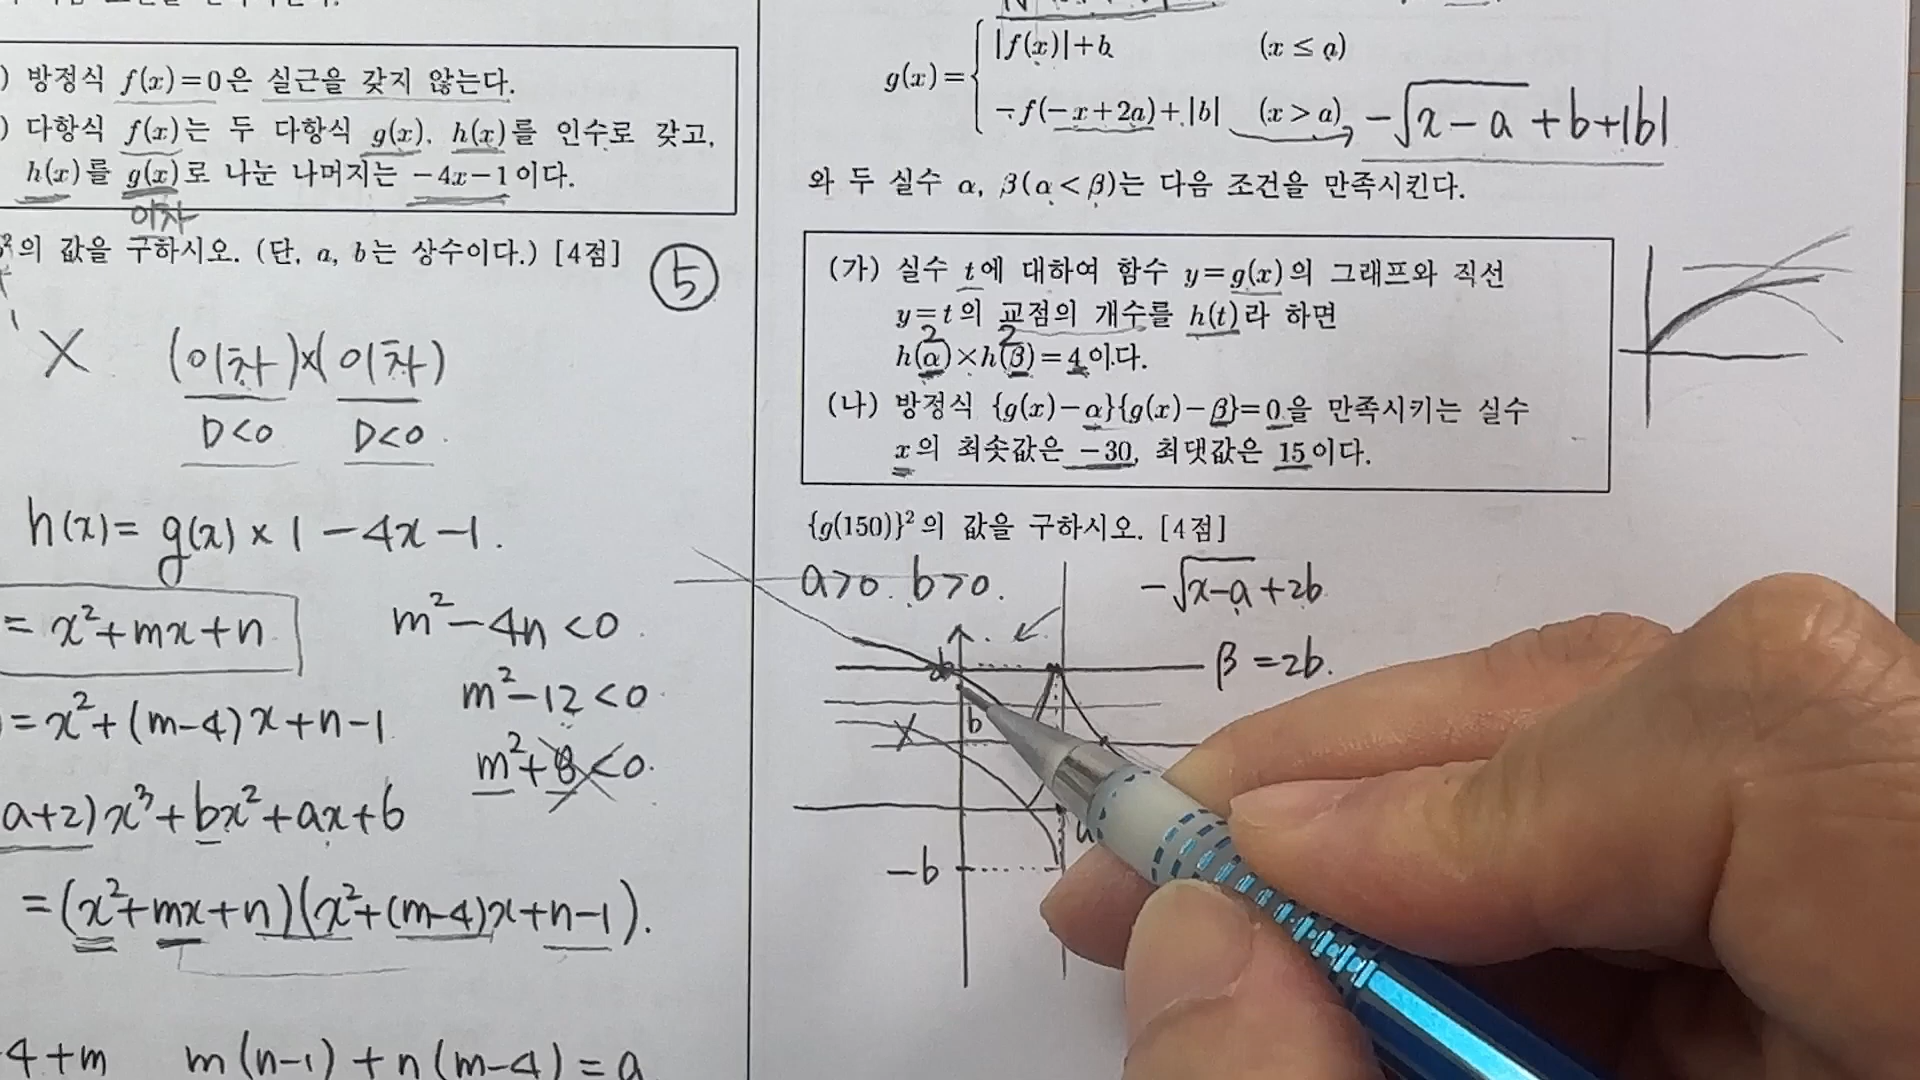 ) 방정식 f(x)=0은 실근을 갖지 않는다.
) 다항식 f(x)는 두 다항식 g(x), h(x)를 인수로 갖고,
h(x)를 g(x)로 나눈 나머지는 -4x-1이다.
이차
²의 값을 구하시오. (단, a, b는 상수이다.) [4점]
⑤
X (이차)×(이차)
D<0 D<0.
h(x)= g(x) × 1 - 4x - 1.
= x²+mx+n
m²-4n<0.
m²-12<0
m²+8<0.
=x²+(m-4)x+n-1
a+2)x³+bx²+ax+6
=(x²+mx+n)(x²+(m-4)x+n-1).
4+m m(n-1)+n(m-4)=a
g(x)={ |f(x)|+b (x ≤ a)
-f(-x+2a)+|b| (x > a)
-√x-a+b+|b|
와 두 실수 α, β(α < β)는 다음 조건을 만족시킨다.
(가) 실수 t에 대하여 함수 y=g(x)의 그래프와 직선
y=t의 교점의 개수를 h(t)라 하면
2 2
h(α)×h(β)=4이다.
(나) 방정식 {g(x)-α}{g(x)-β}=0을 만족시키는 실수
x의 최솟값은 -30, 최댓값은 15이다.
{g(150)}²의 값을 구하시오. [4점]
a>0. b>0.
-√x-a+2b
β=2b.
b
-b